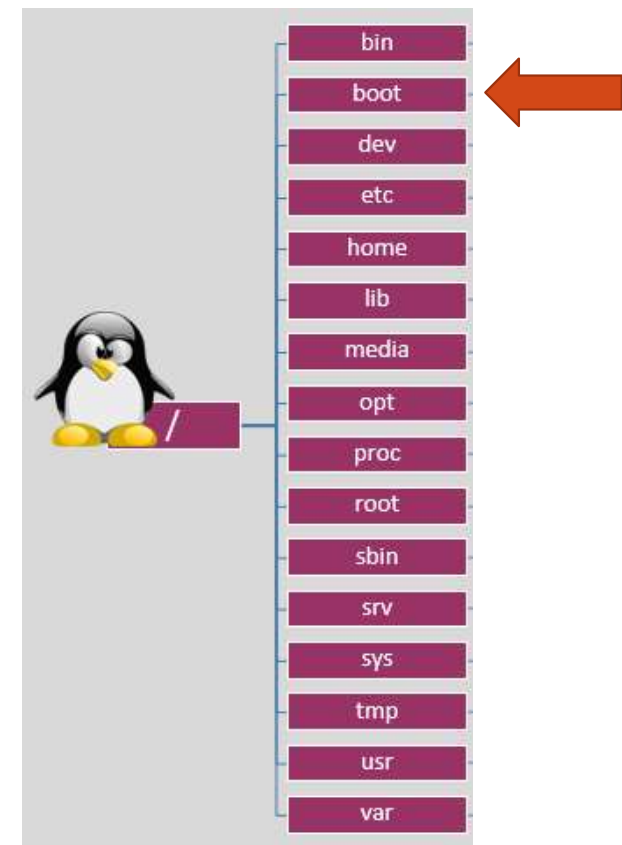 bin
boot
dev
etc
home
lib
media
/
opt
proc
root
sbin
srv
sys
tmp
usr
var